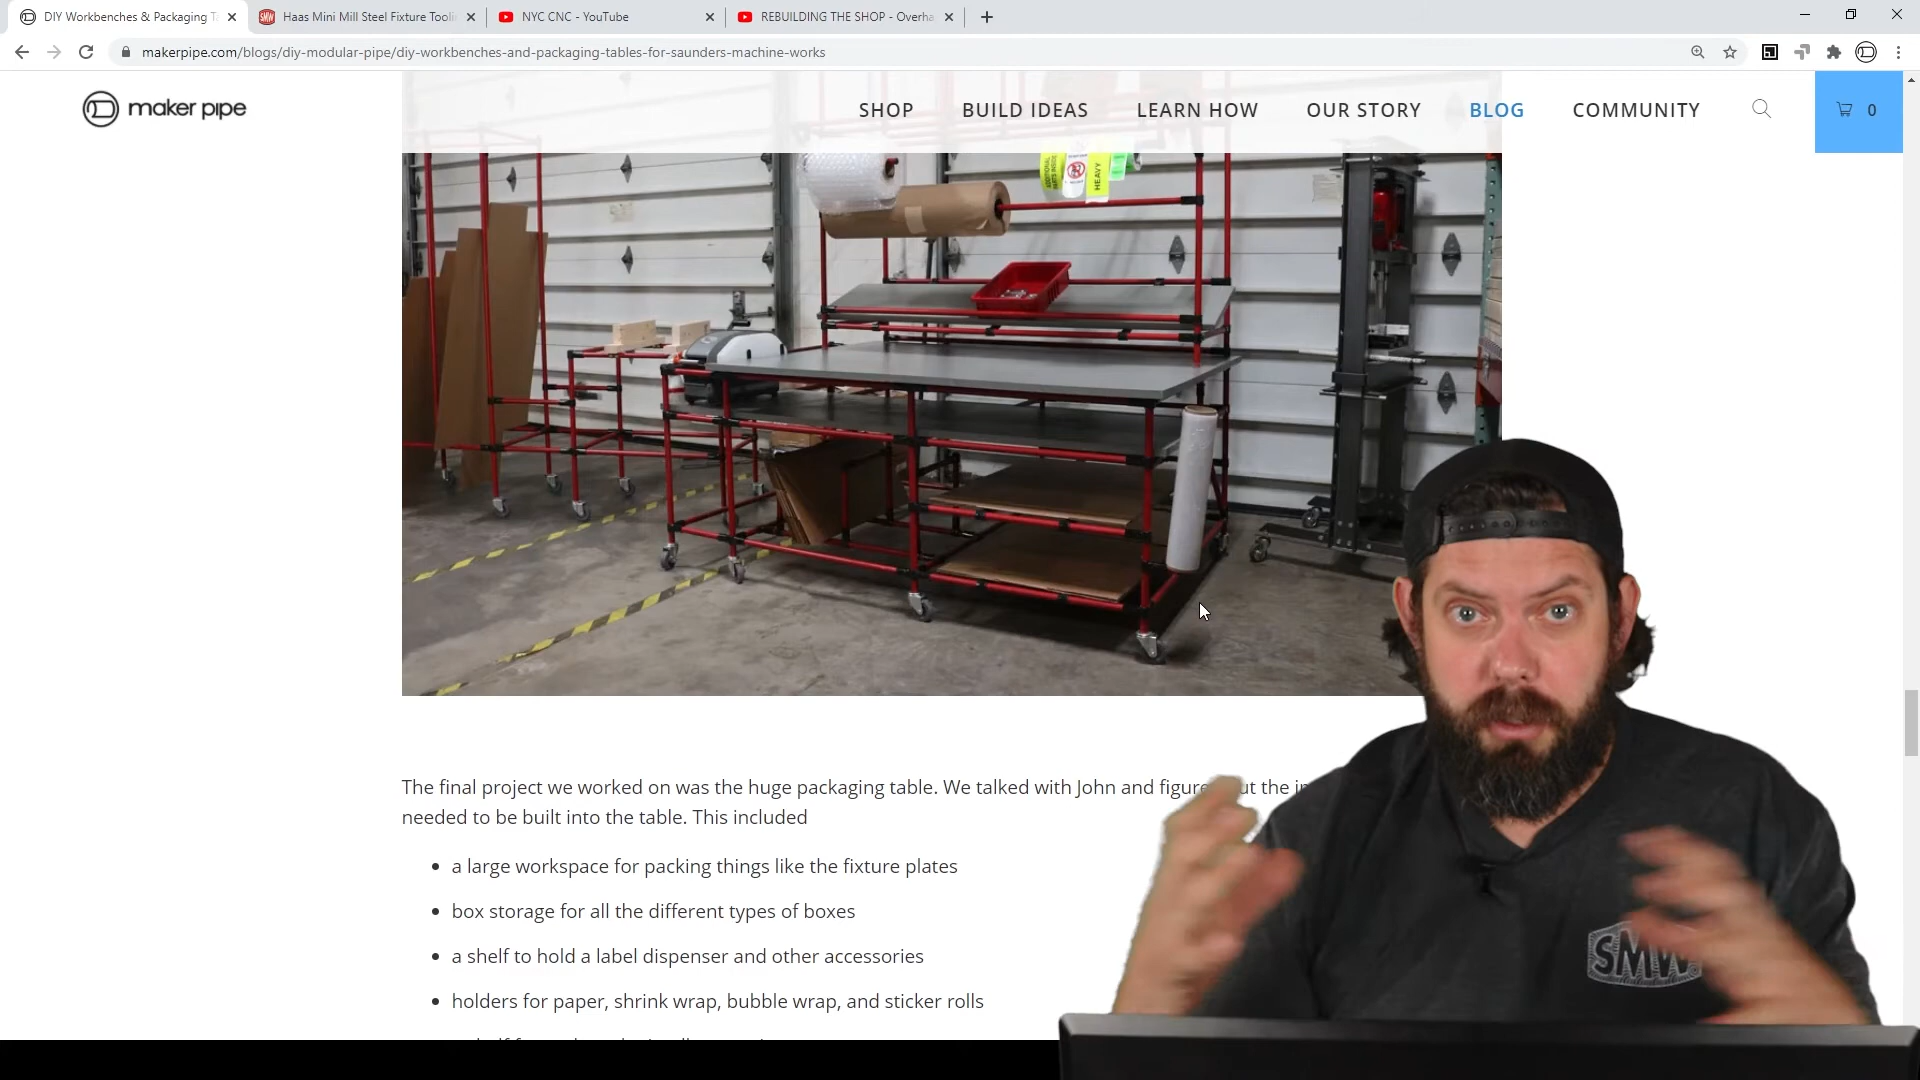 DIY Workbenches & Packaging Ta
Haas Mini Mill Steel Fixture Toolin
NYC CNC - YouTube
REBUILDING THE SHOP - Overha
makerpipe.com/blogs/diy-modular-pipe/diy-workbenches-and-packaging-tables-for-saunders-machine-works
maker pipe
SHOP
BUILD IDEAS
LEARN HOW
OUR STORY
BLOG
COMMUNITY
0
HEAVY
The final project we worked on was the huge packaging table. We talked with John and figure ut the
needed to be built into the table. This included
• a large workspace for packing things like the fixture plates
• box storage for all the different types of boxes
• a shelf to hold a label dispenser and other accessories
• holders for paper, shrink wrap, bubble wrap, and sticker rolls
SMW